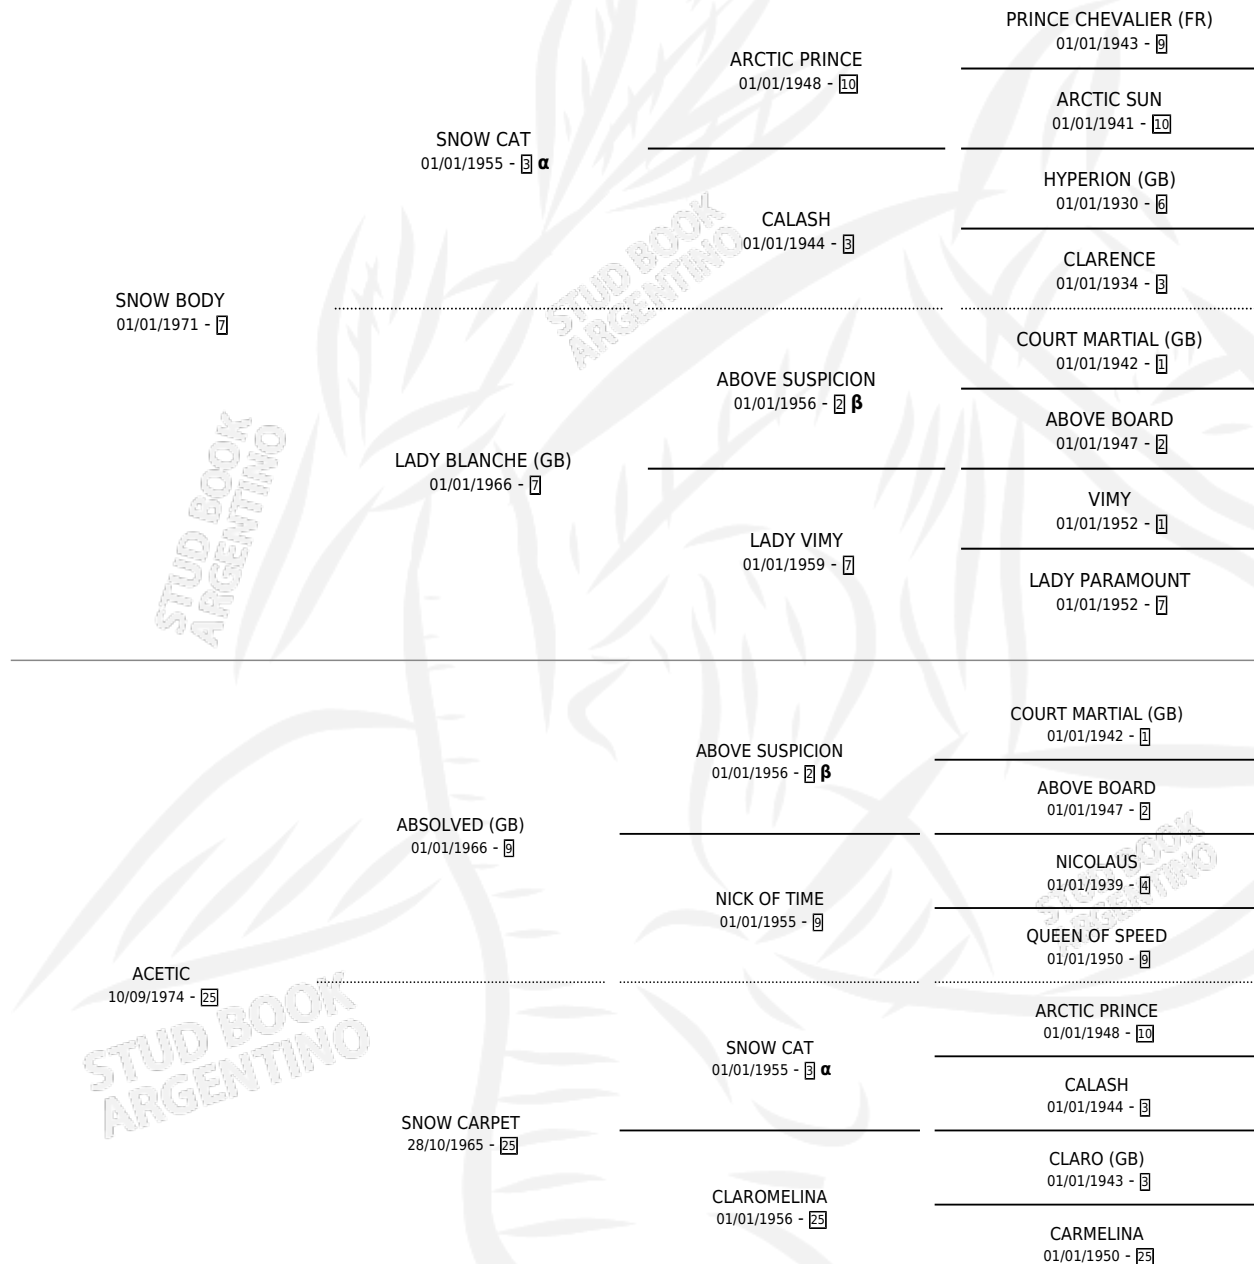 PRINCE CHEVALIER (FR)
01/01/1943 - 9
ARCTIC PRINCE
01/01/1948 - 10
ARCTIC SUN
01/01/1941 - 10
SNOW CAT
01/01/1955 - 3 α
HYPERION (GB)
01/01/1930 - 6
CALASH
01/01/1944 - 3
CLARENCE
01/01/1934 - 3
SNOW BODY
01/01/1971 - 7
COURT MARTIAL (GB)
01/01/1942 - 1
ABOVE SUSPICION
01/01/1956 - 2 β
ABOVE BOARD
01/01/1947 - 2
LADY BLANCHE (GB)
01/01/1966 - 7
VIMY
01/01/1952 - 1
LADY VIMY
01/01/1959 - 7
LADY PARAMOUNT
01/01/1952 - 7
COURT MARTIAL (GB)
01/01/1942 - 1
ABOVE SUSPICION
01/01/1956 - 2 β
ABOVE BOARD
01/01/1947 - 2
ABSOLVED (GB)
01/01/1966 - 9
NICOLAUS
01/01/1939 - 4
NICK OF TIME
01/01/1955 - 9
QUEEN OF SPEED
01/01/1950 - 9
ACETIC
10/09/1974 - 25
ARCTIC PRINCE
01/01/1948 - 10
SNOW CAT
01/01/1955 - 3 α
CALASH
01/01/1944 - 3
SNOW CARPET
28/10/1965 - 25
CLARO (GB)
01/01/1943 - 3
CLAROMELINA
01/01/1956 - 25
CARMELINA
01/01/1950 - 25
STUD BOOK
ARGENTINO
STUD BOOK
ARGENTINO
STUD BOOK
ARGENTINO
STUD BOOK
ARGENTINO